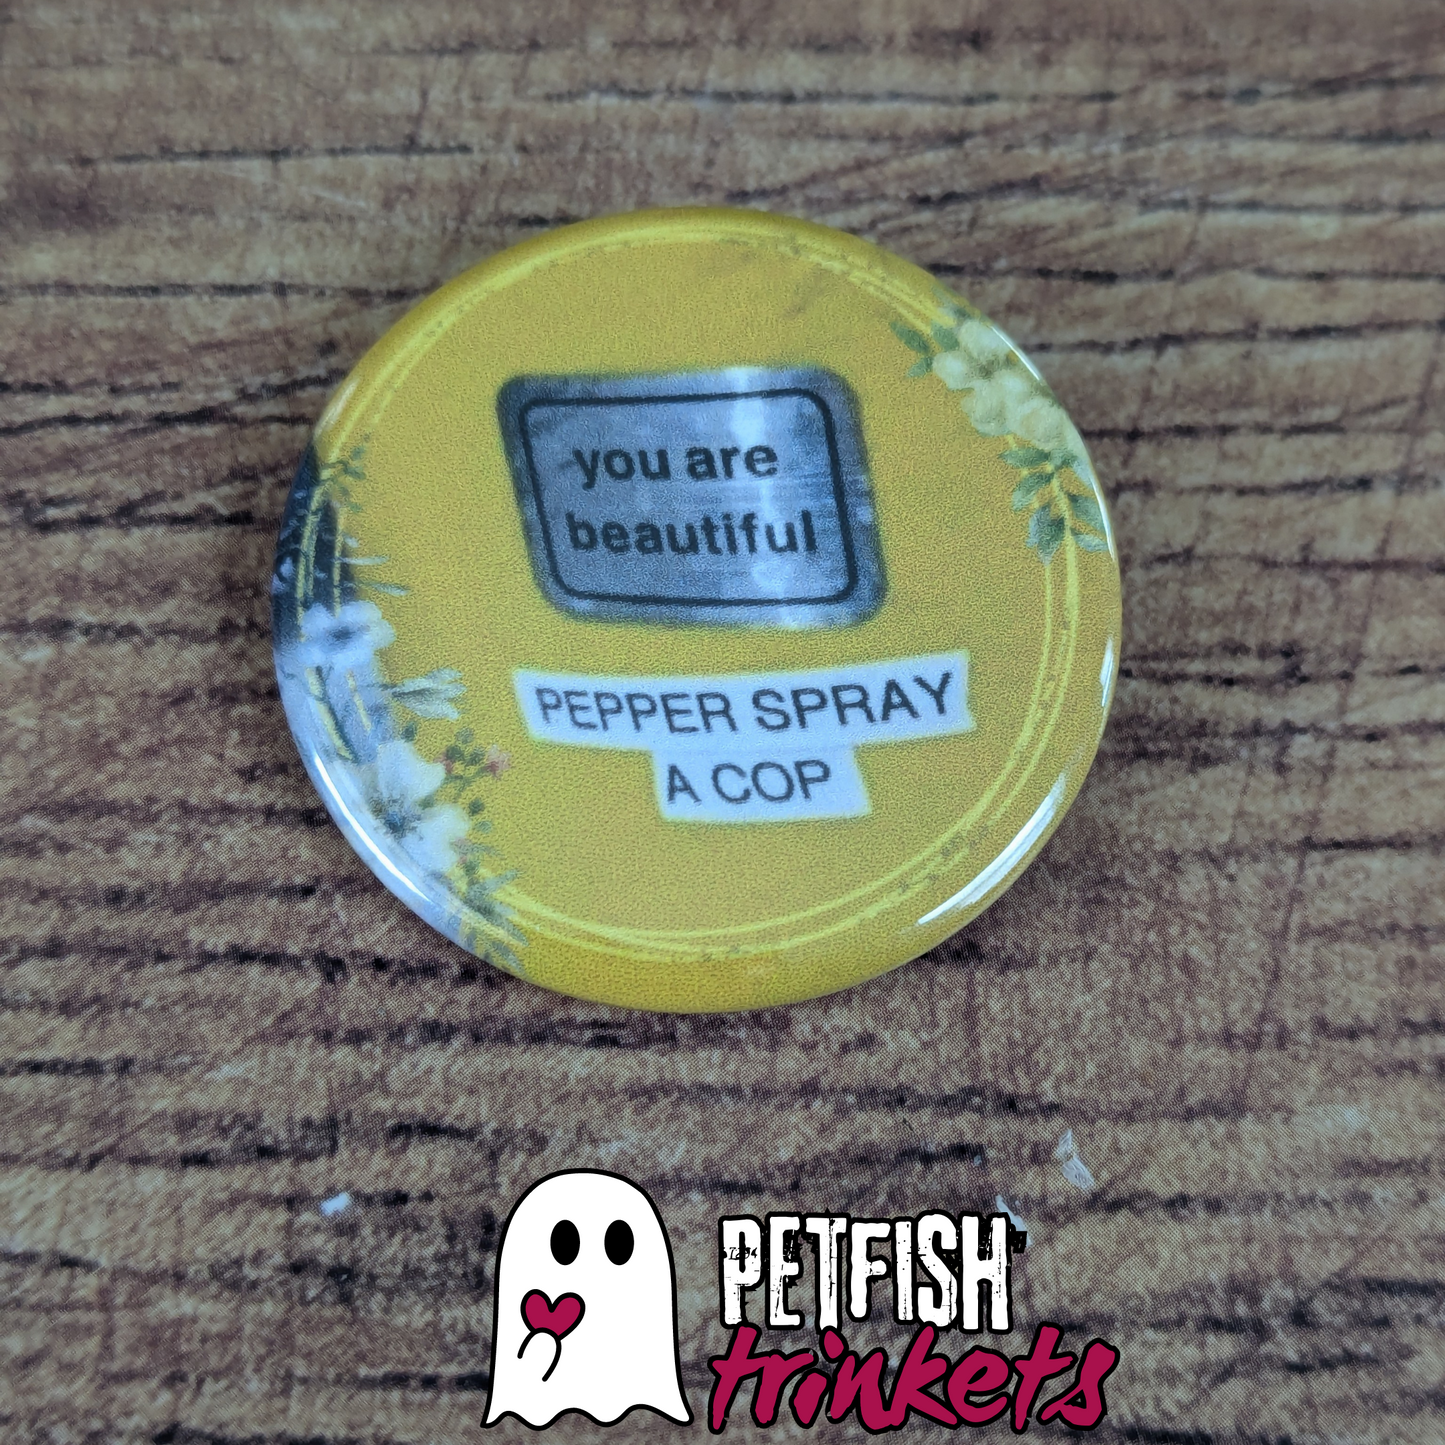 you are
beautiful
PEPPER SPRAY
A COP
PETFISH
trinkets